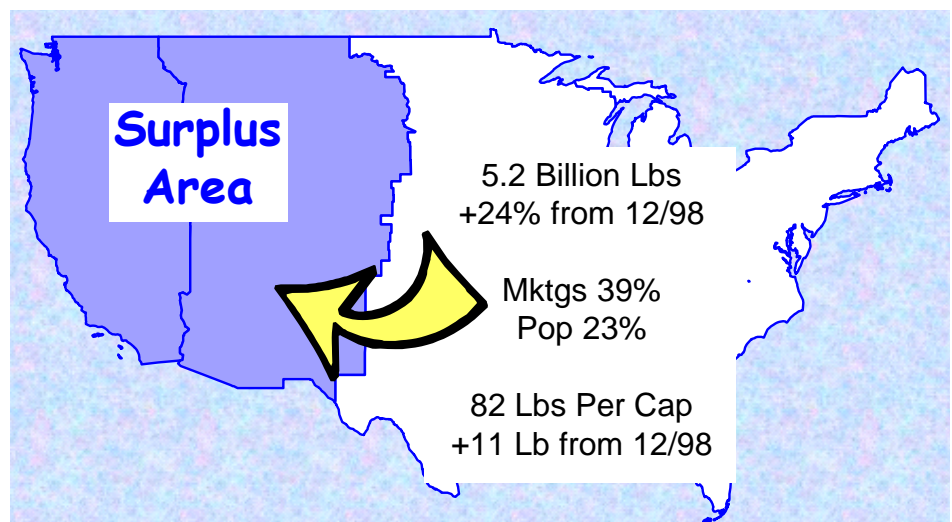 Surplus
Area
5.2 Billion Lbs
+24% from 12/98
Mktgs 39%
Pop 23%
82 Lbs Per Cap
+11 Lb from 12/98